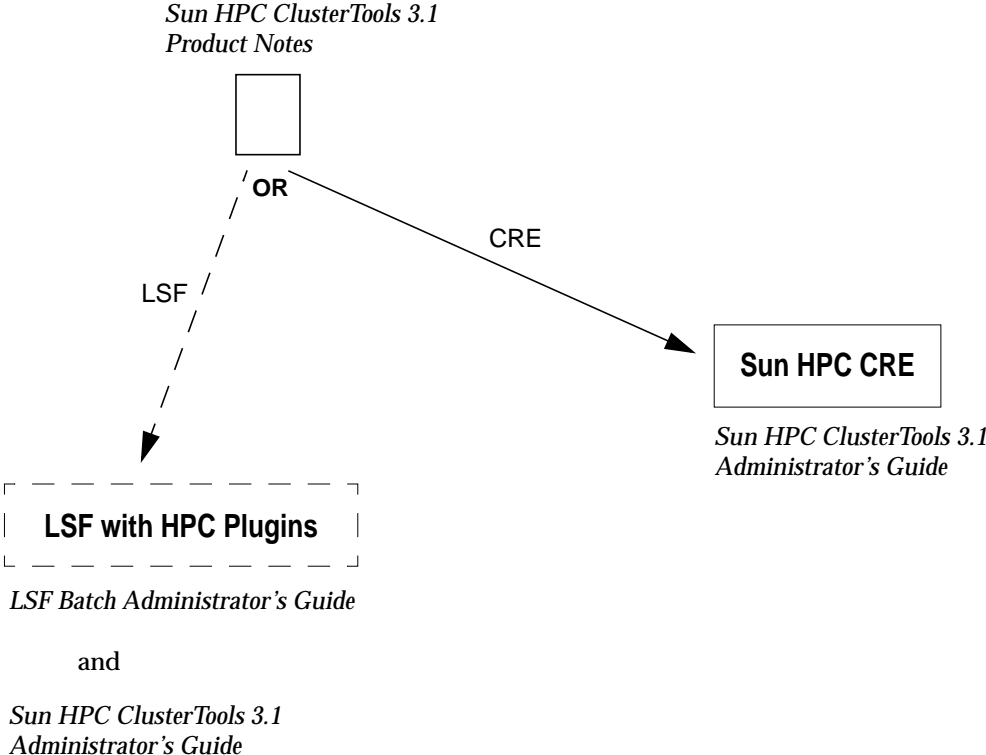 Sun HPC ClusterTools 3.1
Product Notes
OR
CRE
LSF
Sun HPC CRE
Sun HPC ClusterTools 3.1
Administrator's Guide
LSF with HPC Plugins
LSF Batch Administrator's Guide
and
Sun HPC ClusterTools 3.1
Administrator's Guide